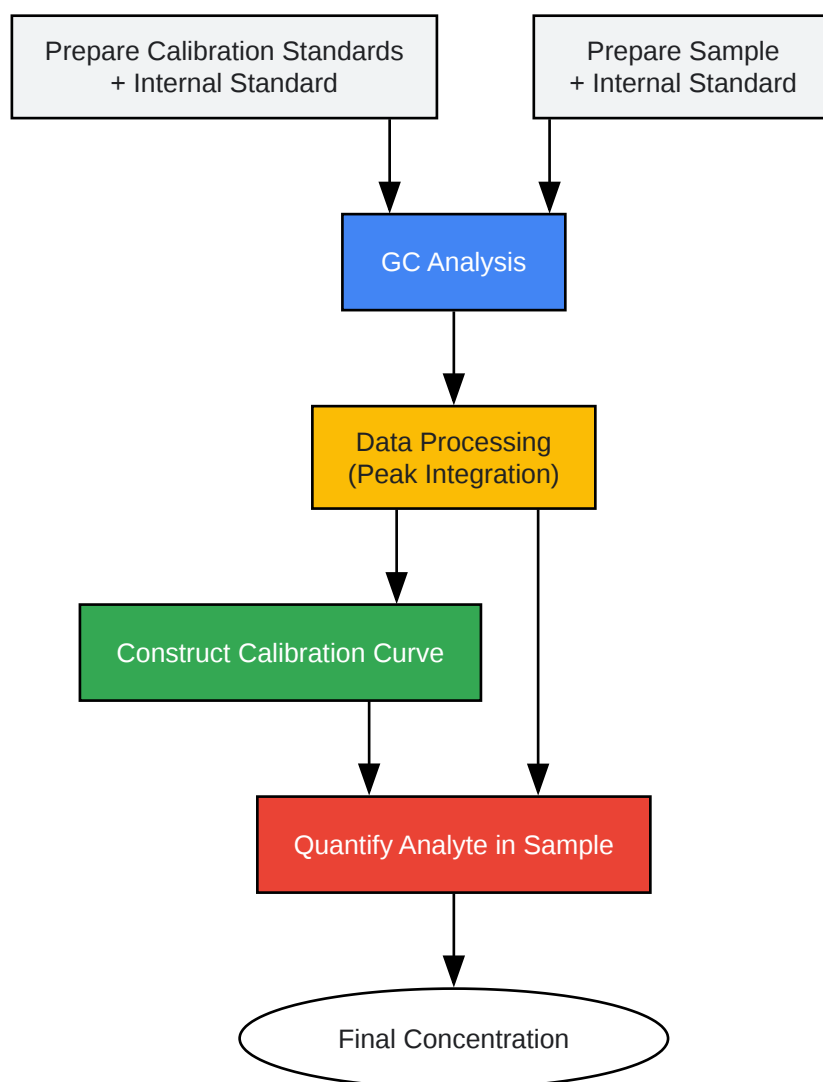 Prepare Calibration Standards
+ Internal Standard
Prepare Sample
+ Internal Standard
GC Analysis
Data Processing
(Peak Integration)
Construct Calibration Curve
Quantify Analyte in Sample
Final Concentration